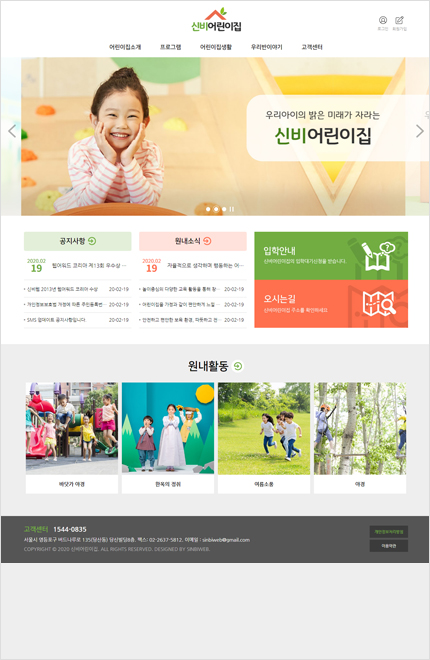 신비어린이집
로그인 회원가입
어린이집소개 프로그램 어린이집생활 우리반이야기 고객센터
우리아이의 밝은 미래가 자라는
신비어린이집
공지사항
원내소식
입학안내
신비어린이집의 입학대기신청을 받습니다.
2020.02
19
웹어워드 코리아 제13회 우수상 ···
2020.02
19
자율적으로 생각하며 행동하는 어···
오시는길
신비어린이집 주소를 확인하세요
신비웹 2013년 웹어워드 코리아 수상 20-02-19
개인정보보호법 개정에 따른 주민등록번··· 20-02-19
SMS 업데이트 공지사항입니다. 20-02-19
놀이중심의 다양한 교육 활동을 통해 창··· 20-02-19
어린이집을 가정과 같이 편안하게 느낄 ··· 20-02-19
안전하고 편안한 보육 환경, 따뜻하고 건··· 20-02-19
원내활동
바닷가 야경
한옥의 정취
여름소풍
야경
고객센터 1544-0835
서울시 영등포구 버드나루로 135(당산동) 당산빌딩8층. 팩스: 02-2637-5812. 이메일 : sinbiweb@gmail.com
COPYRIGHT © 2020 신비어린이집. ALL RIGHTS RESERVED. DESIGNED BY SINBIWEB.
개인정보처리방침
이용약관